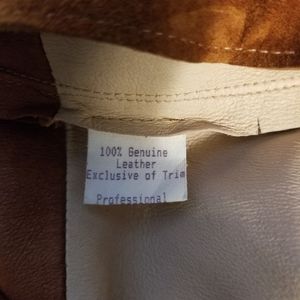 100% Genuine
Leather
Exclusive of Trim
Professional